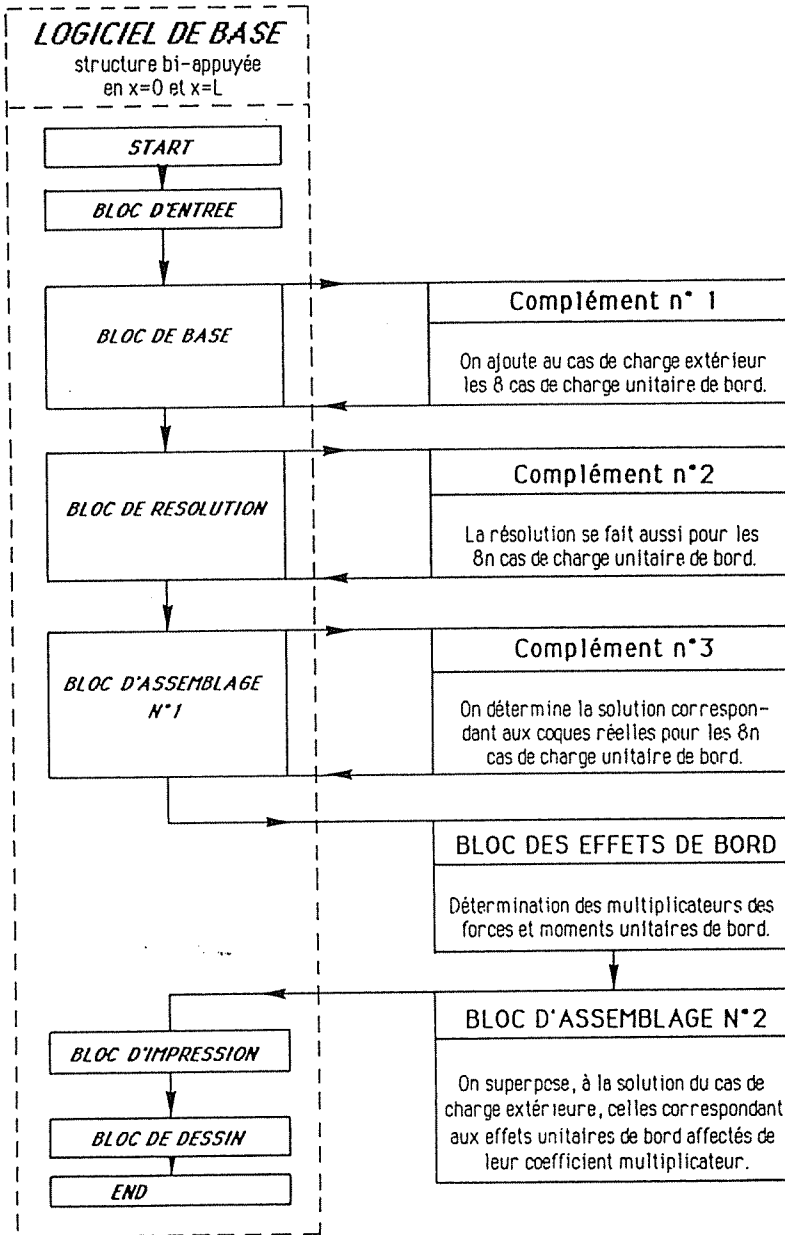 LOGICIEL DE BASE
structure bi-appuyée
en x=0 et x=L
START
BLOC D'ENTREE
BLOC DE BASE
Complément n° 1
On ajoute au cas de charge extérieur
les 8 cas de charge unitaire de bord.
BLOC DE RESOLUTION
Complément n°2
La résolution se fait aussi pour les
8n cas de charge unitaire de bord.
BLOC D'ASSEMBLAGE
N°1
Complément n°3
On détermine la solution correspon-
dant aux coques réelles pour les 8n
cas de charge unitaire de bord.
BLOC DES EFFETS DE BORD
Détermination des multiplicateurs des
forces et moments unitaires de bord.
BLOC D'ASSEMBLAGE N°2
On superpose, à la solution du cas de
charge extérieure, celles correspondant
aux effets unitaires de bord affectés de
leur coefficient multiplicateur.
BLOC D'IMPRESSION
BLOC DE DESSIN
END